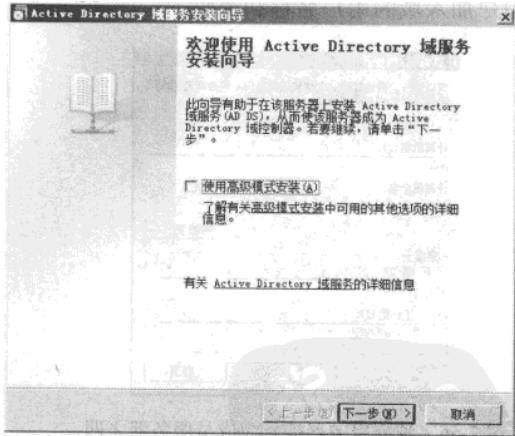 Active Directory 域服务安装向导
欢迎使用 Active Directory 域服务
安装向导
此向导有助于在该服务器上安装 Active Directory
域服务(AD DS)，从而使该服务器成为 Active
Directory 域控制器。若要继续，请单击“下一
步”。
使用高级模式安装(A)
了解有关高级模式安装中可用的其他选项的详细
信息。
有关 Active Directory 域服务的详细信息
< 上一步(B) 下一步(N) > 取消